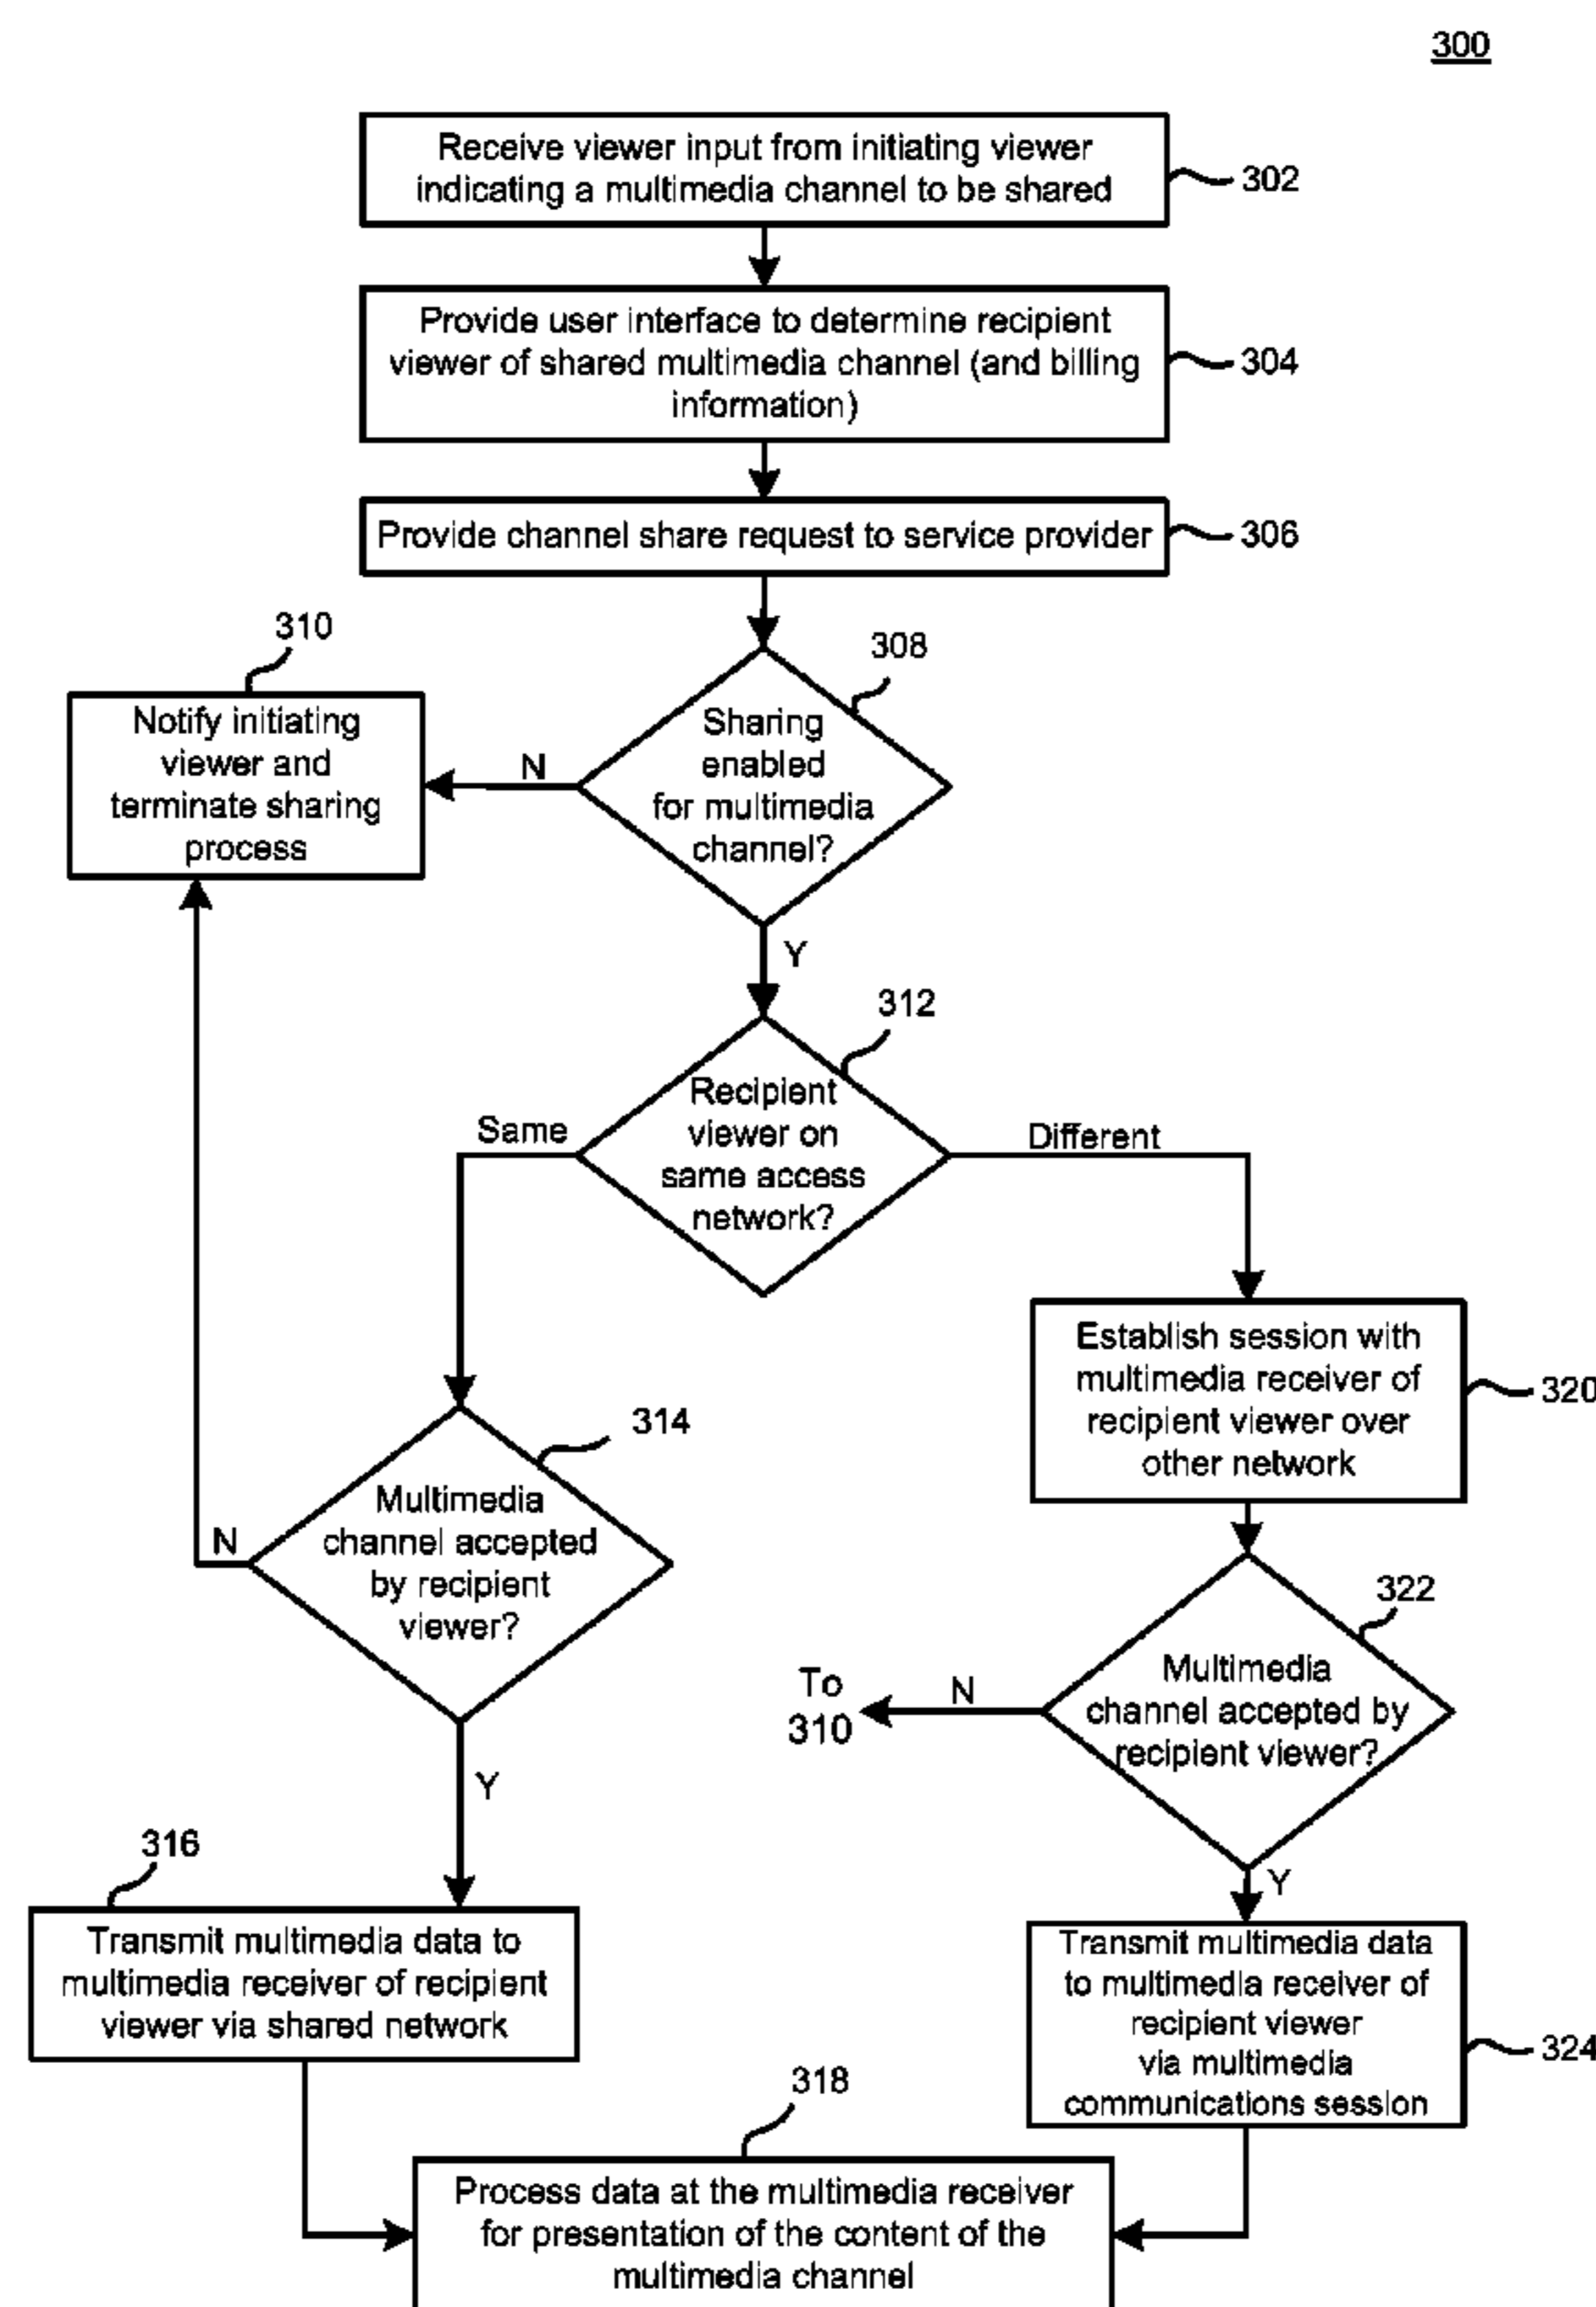 300
Receive viewer input from initiating viewer
indicating a multimedia channel to be shared
302
Provide user interface to determine recipient
viewer of shared multimedia channel (and billing
information)
304
Provide channel share request to service provider
306
310
Notify initiating
viewer and
terminate sharing
process
308
Sharing
enabled
for multimedia
channel?
N
Y
312
Recipient
viewer on
same access
network?
Same
Different
Establish session with
multimedia receiver of
recipient viewer over
other network
320
314
Multimedia
channel accepted
by recipient
viewer?
N
Y
322
Multimedia
channel accepted by
recipient viewer?
N
To
310
Y
316
Transmit multimedia data to
multimedia receiver of recipient
viewer via shared network
Transmit multimedia data
to multimedia receiver of
recipient viewer
via multimedia
communications session
324
318
Process data at the multimedia receiver
for presentation of the content of the
multimedia channel